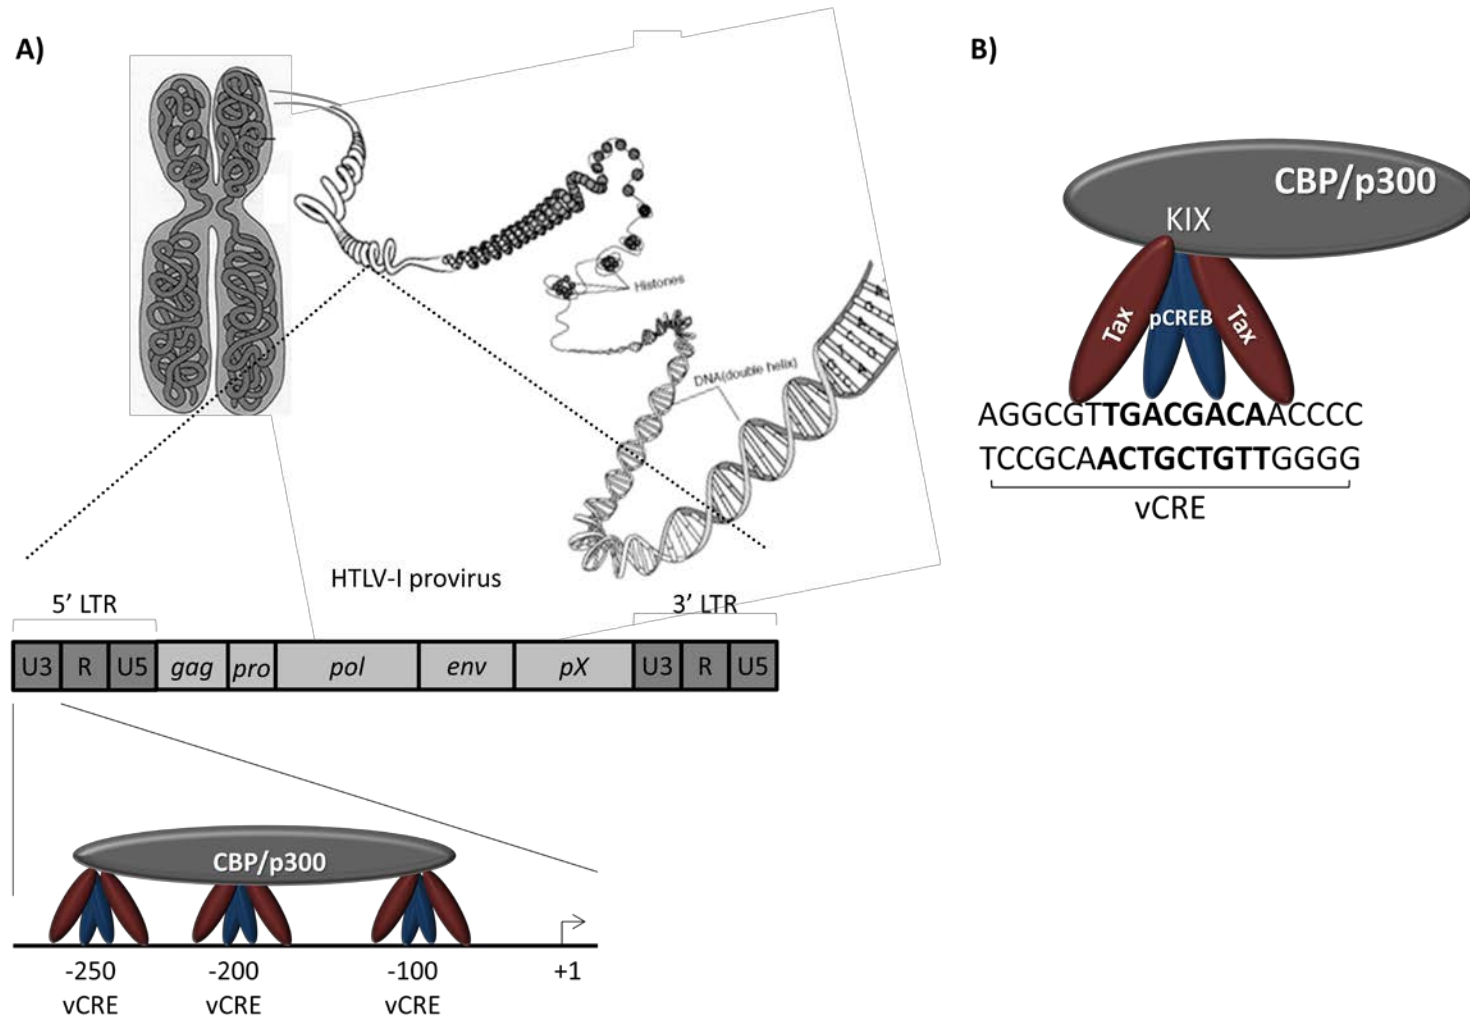 A)
Histones
DNA(double helix)
HTLV-I provirus
5’ LTR
3’ LTR
U3 R U5 gag pro pol env pX U3 R U5
CBP/p300
-250 -200 -100 +1
vCRE vCRE vCRE
B)
CBP/p300
KIX
Tax pCREB Tax
AGGCGTTGACGACAACCCC
TCCGCAACTGCTGTTGGGG
vCRE